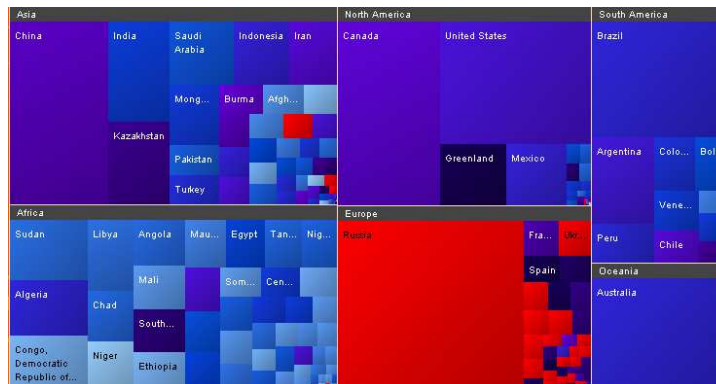 Asia
China
India
Saudi
Arabia
Indonesia
Iran
Mong...
Burma
Afgh...
Kazakhstan
Pakistan
Turkey
North America
Canada
United States
Greenland
Mexico
South America
Brazil
Argentina
Colo...
Bol
Vene...
Peru
Chile
Africa
Sudan
Libya
Angola
Mau...
Egypt
Tan...
Nig...
Mali
Som...
Cen...
Algeria
Chad
South...
Congo,
Democratic
Republic of...
Niger
Ethiopia
Europe
Russia
Fra...
Ukr...
Spain
Oceania
Australia